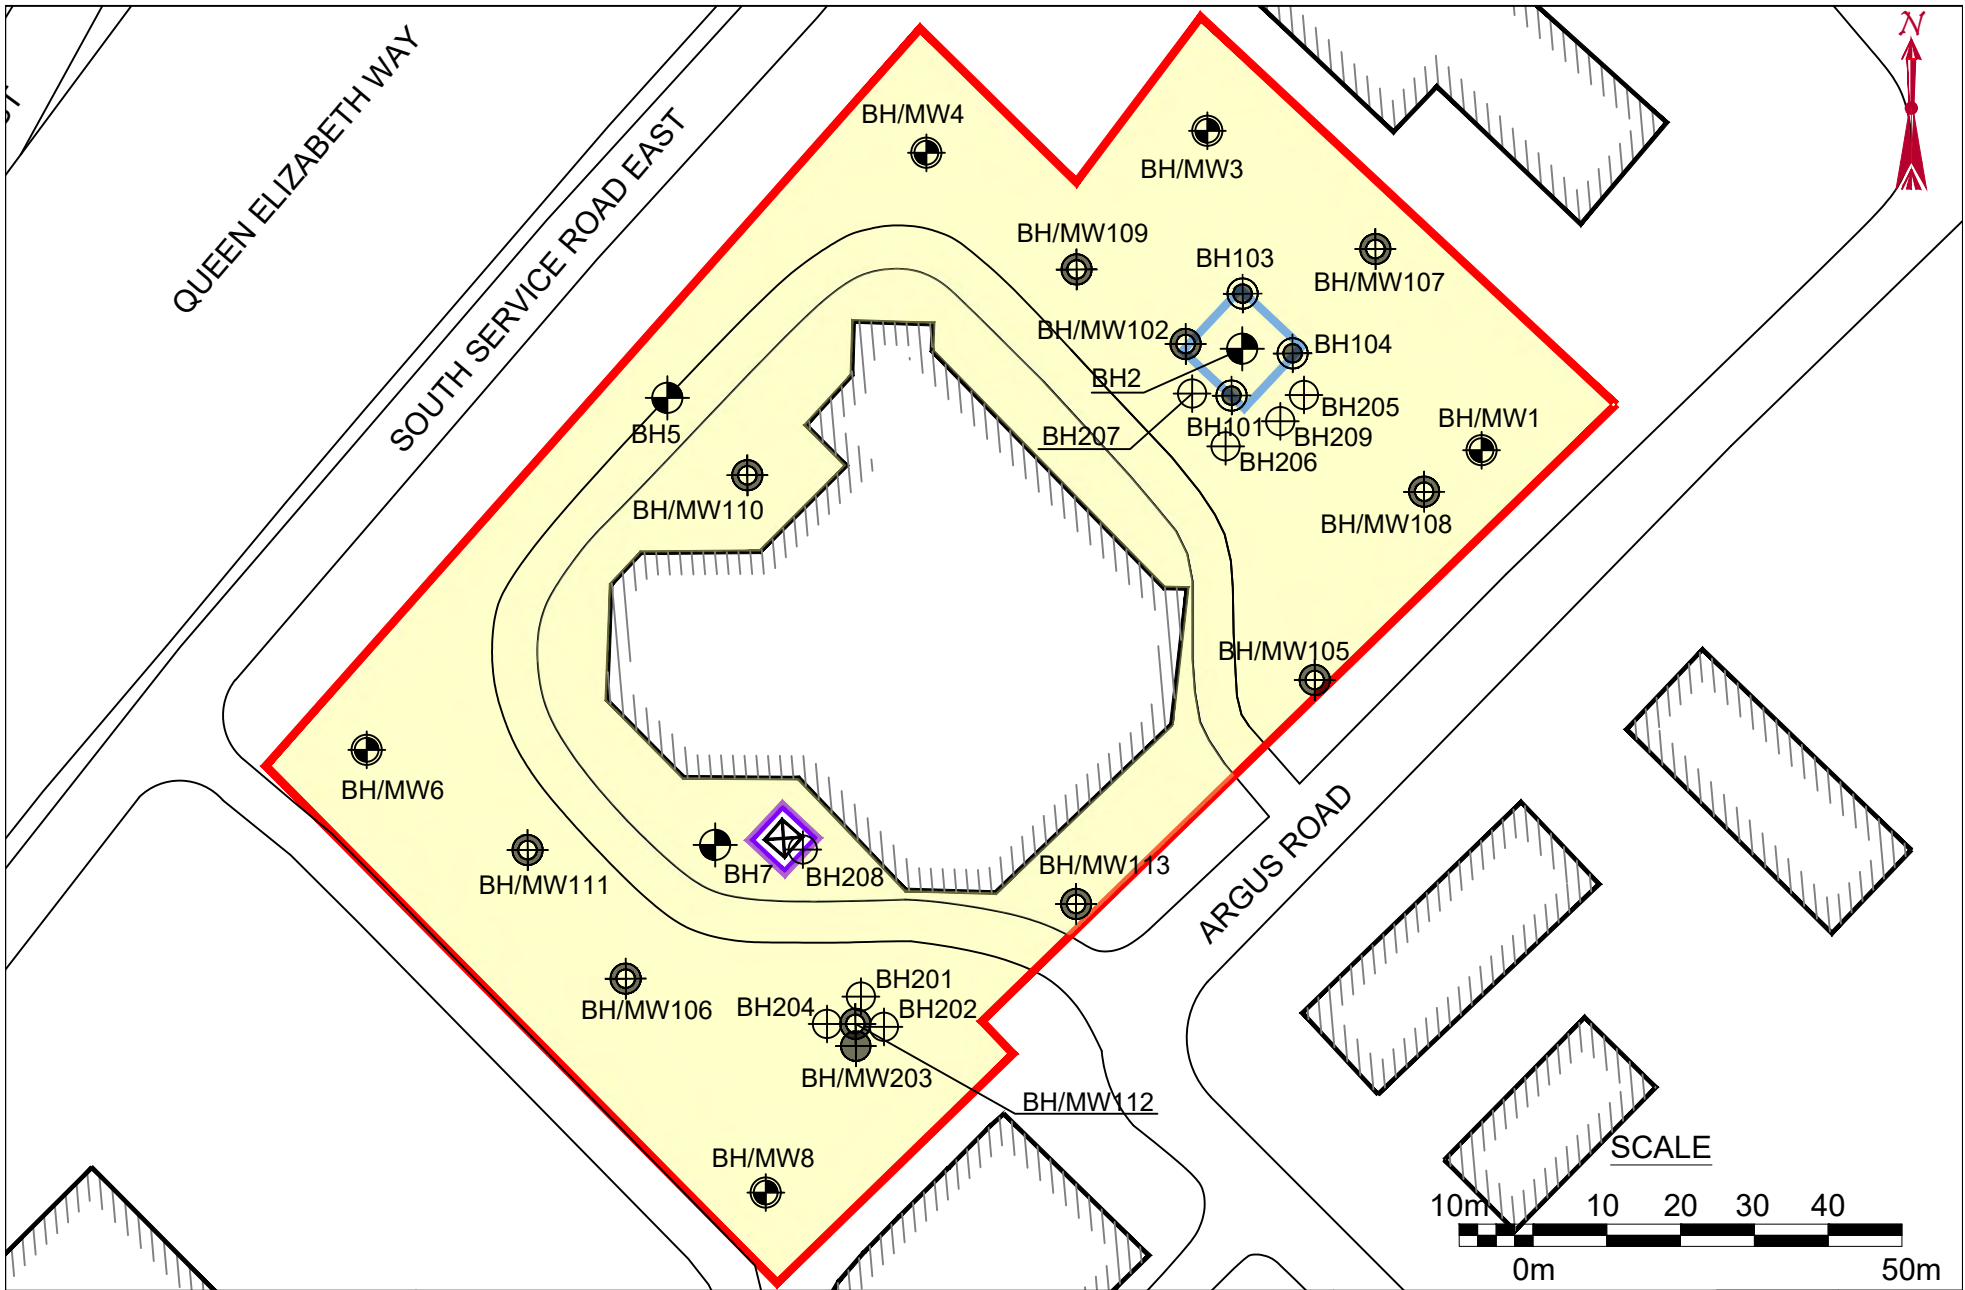 N
QUEEN ELIZABETH WAY
SOUTH SERVICE ROAD EAST
BH/MW4
BH/MW3
BH/MW109
BH103
BH/MW107
BH/MW102
BH104
BH2
BH205
BH5
BH101
BH207
BH209
BH/MW1
BH206
BH/MW110
BH/MW108
BH/MW105
BH/MW6
ARGUS ROAD
BH7
BH208
BH/MW113
BH/MW111
BH201
BH204
BH202
BH/MW106
BH/MW203
BH/MW112
BH/MW8
SCALE
10m 10 20 30 40
0m 50m